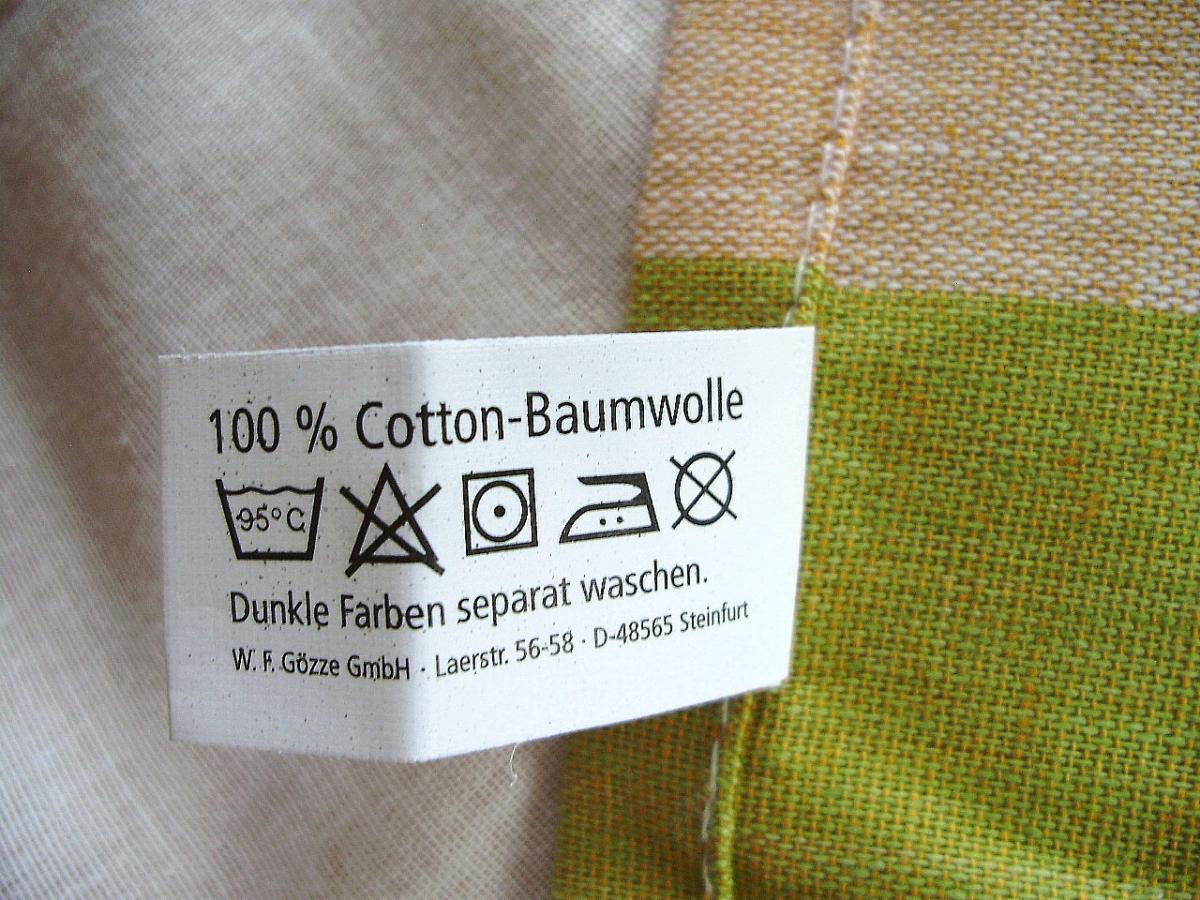 100 % Cotton-Baumwolle
95°C
Dunkle Farben separat waschen.
W. F. Gözze GmbH · Laerstr. 56-58 · D-48565 Steinfurt